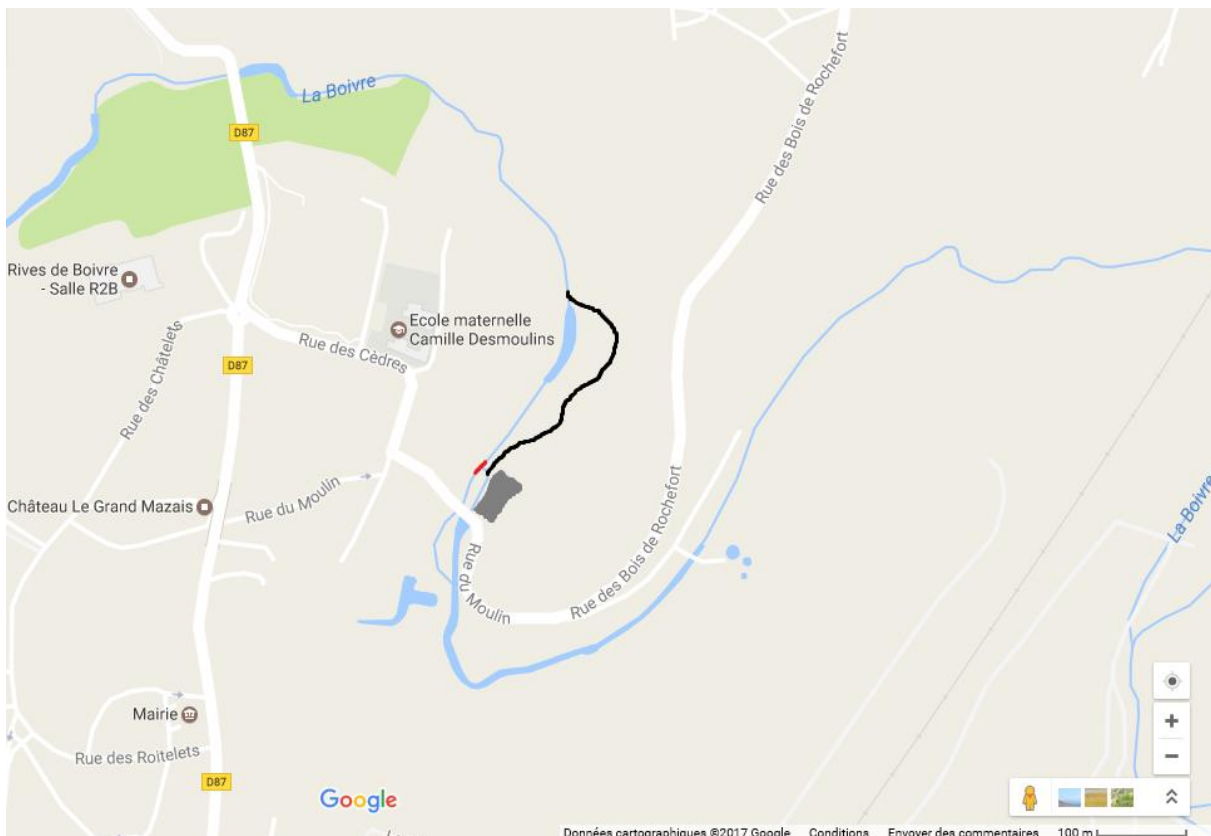 La Boivre
D87
Rue des Bois de Rochefort
Rives de Boivre
- Salle R2B
Ecole maternelle
Camille Desmoulins
Rue des Cèdres
D87
Rue des Châtelets
Château Le Grand Mazais
Rue du Moulin
Rue des Bois de Rochefort
La Boivre
Rue du Moulin
Mairie
Rue des Roitelets
D87
Google
Données cartographiques ©2017 Google Conditions Envoyer des commentaires 100 m